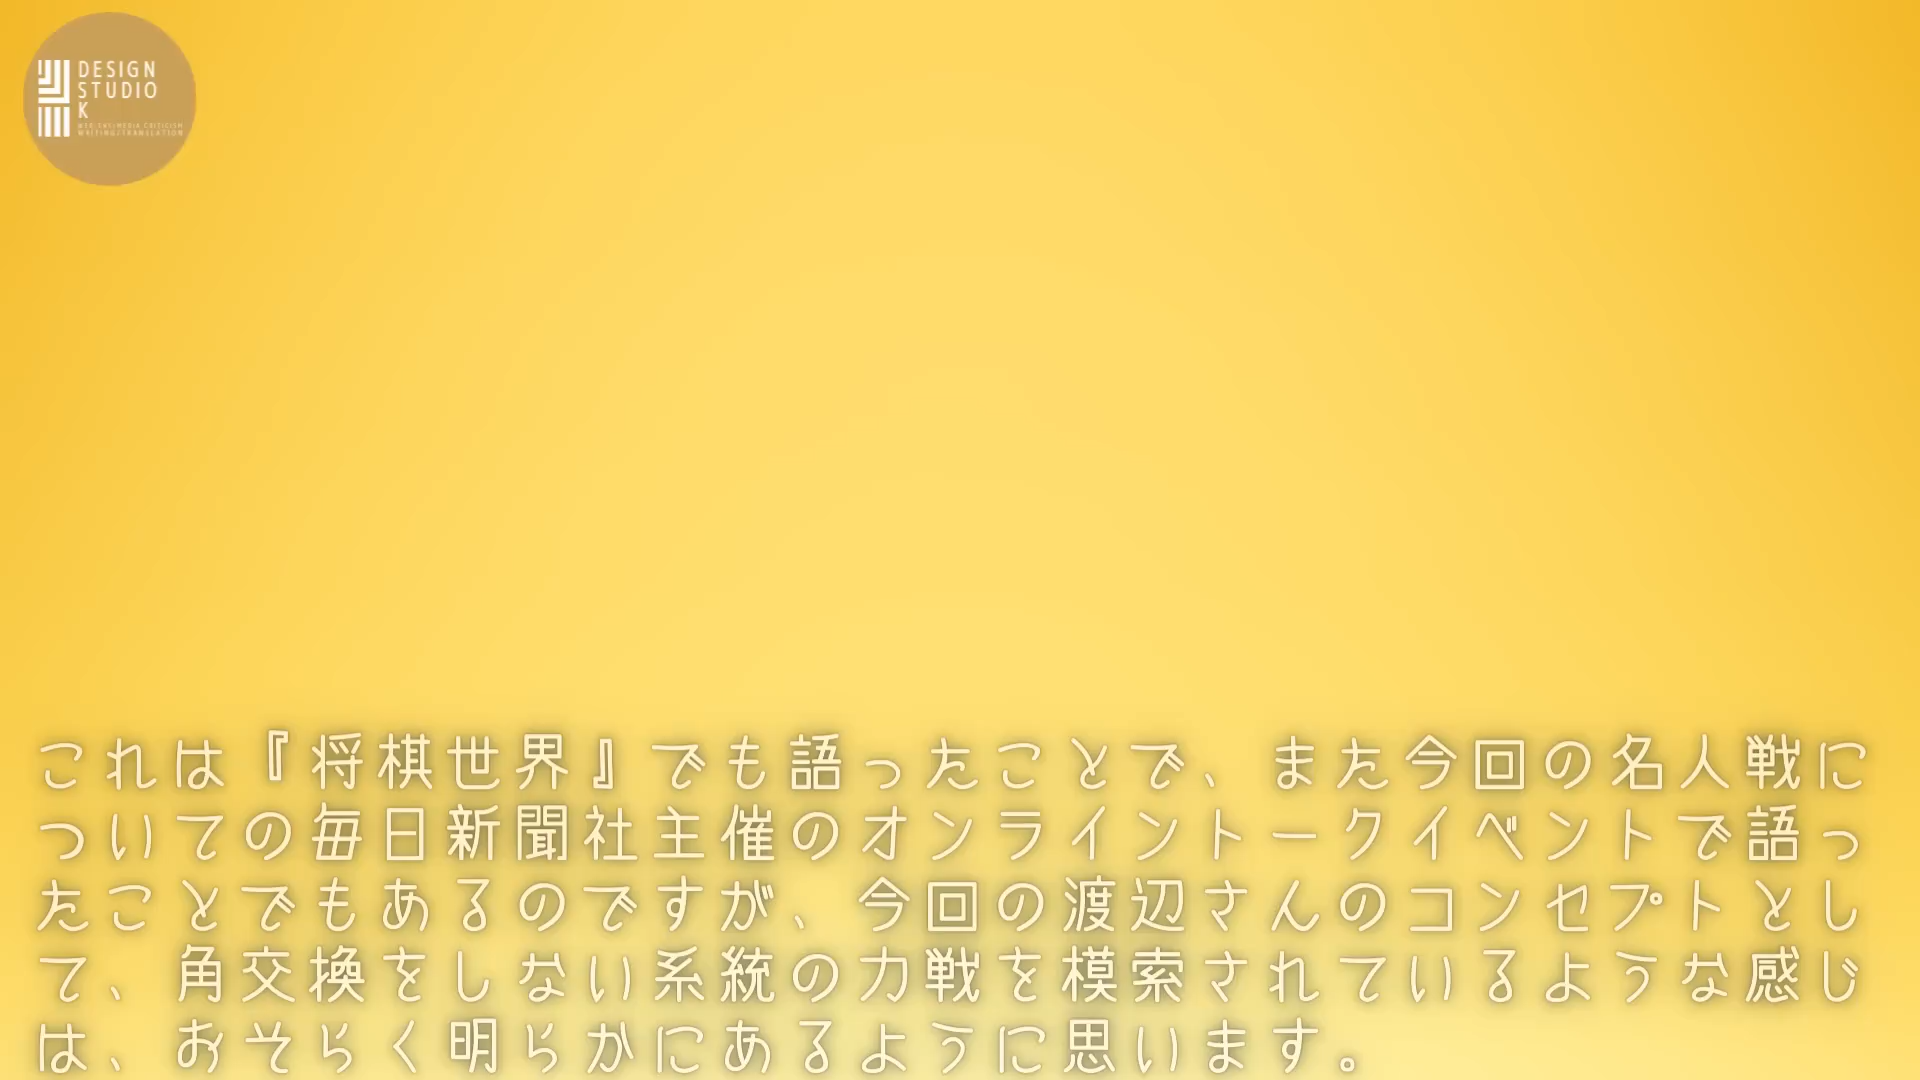 DESIGN
STUDIO
K
WRITING/TRANSLATION
これは『将棋世界』でも語ったことで、また今回の名人戦に
ついての毎日新聞社主催のオンライントークイベントで語っ
たことでもあるのですが、今回の渡辺さんのコンセプトとし
て、角交換をしない系統の力戦を模索されているような感じ
は、おそらく明らかにあるように思います。